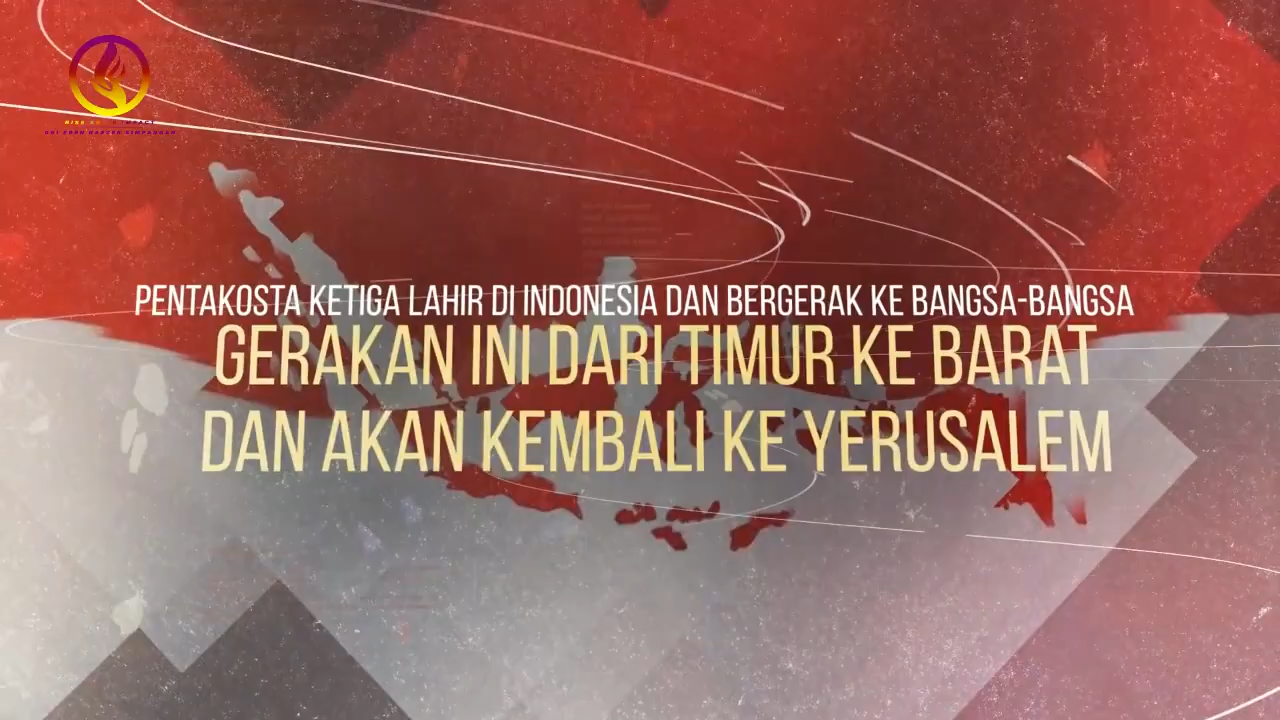 PENTAKOSTA KETIGA LAHIR DI INDONESIA DAN BERGERAK KE BANGSA-BANGSA
GERAKAN INI DARI TIMUR KE BARAT
DAN AKAN KEMBALI KE YERUSALEM